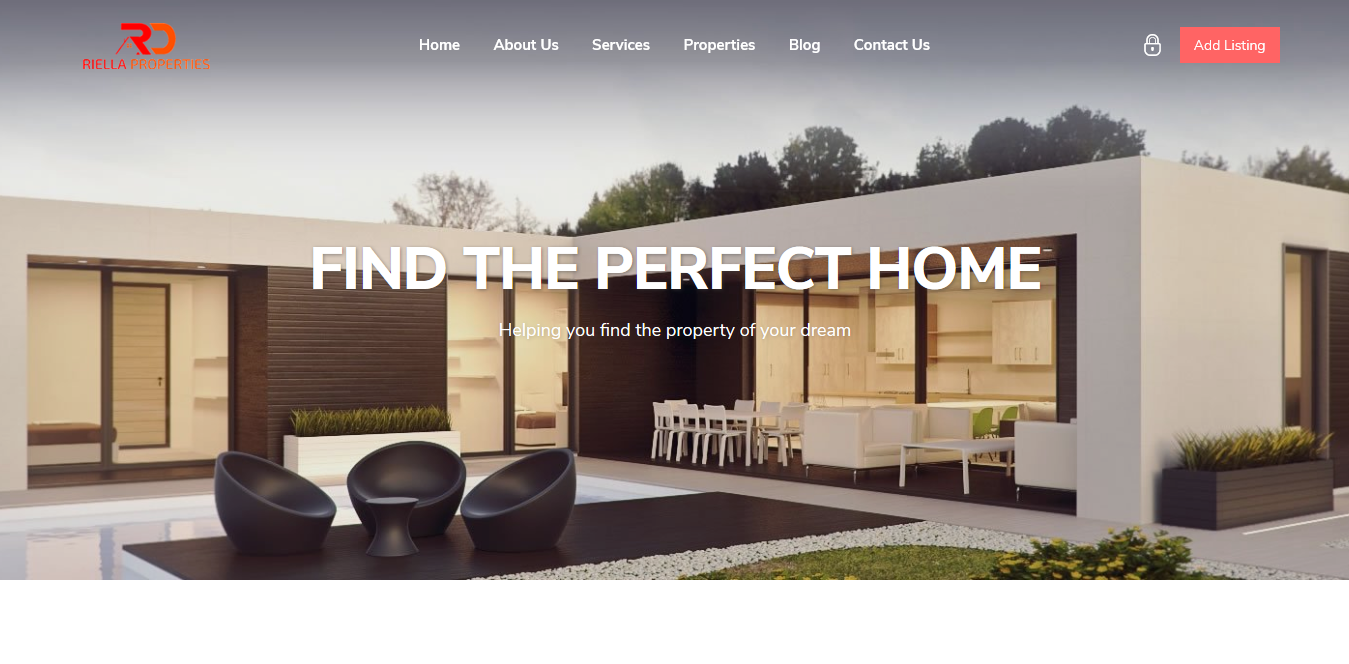 RIELLA PROPERTIES
Home About Us Services Properties Blog Contact Us
Add Listing
FIND THE PERFECT HOME
Helping you find the property of your dream